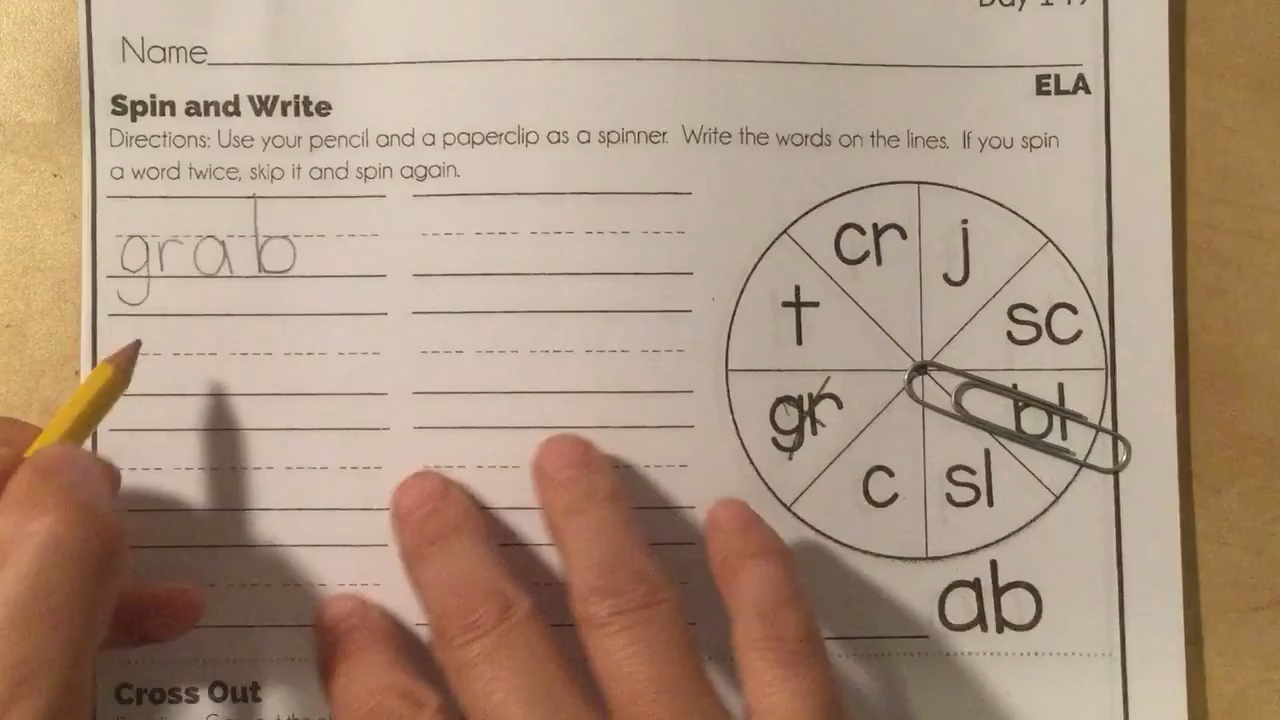 Name
ELA
Spin and Write
Directions: Use your pencil and a paperclip as a spinner. Write the words on the lines. If you spin
a word twice, skip it and spin again.
grab
cr
j
t
sc
gr
bl
c
sl
ab
Cross Out